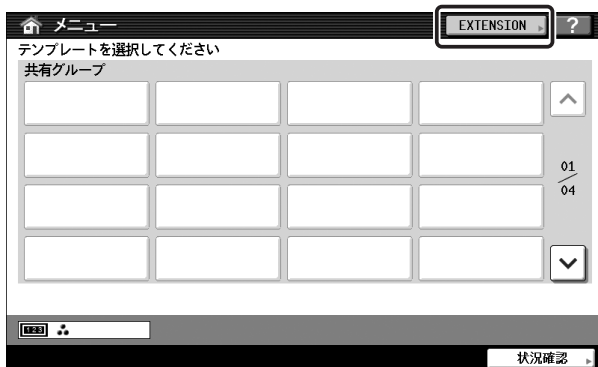 メニュー
EXTENSION
?
テンプレートを選択してください
共有グループ
01
04
123
状況確認